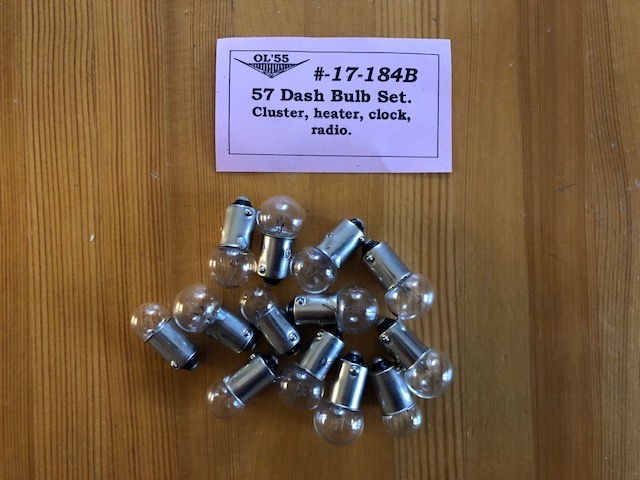 OL'55
#-17-184B
57 Dash Bulb Set.
Cluster, heater, clock,
radio.